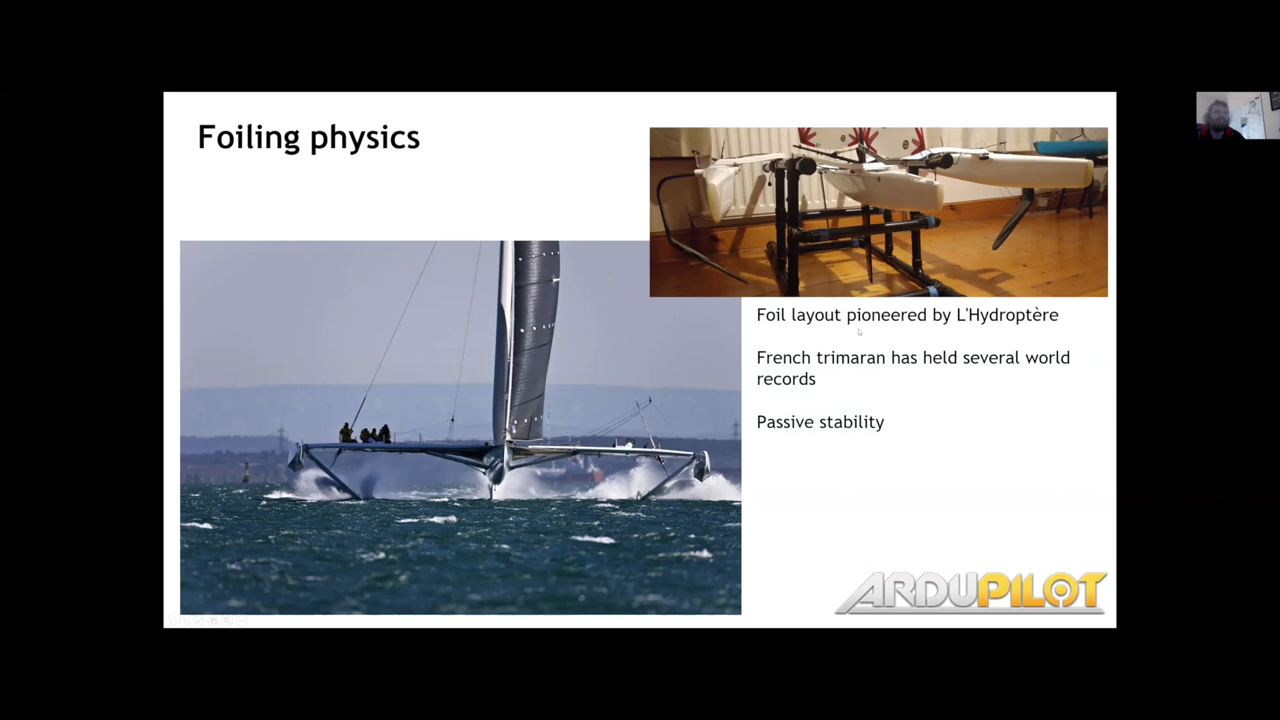 Foiling physics
Foil layout pioneered by L'Hydroptère
French trimaran has held several world
records
Passive stability
ARDUPILOT